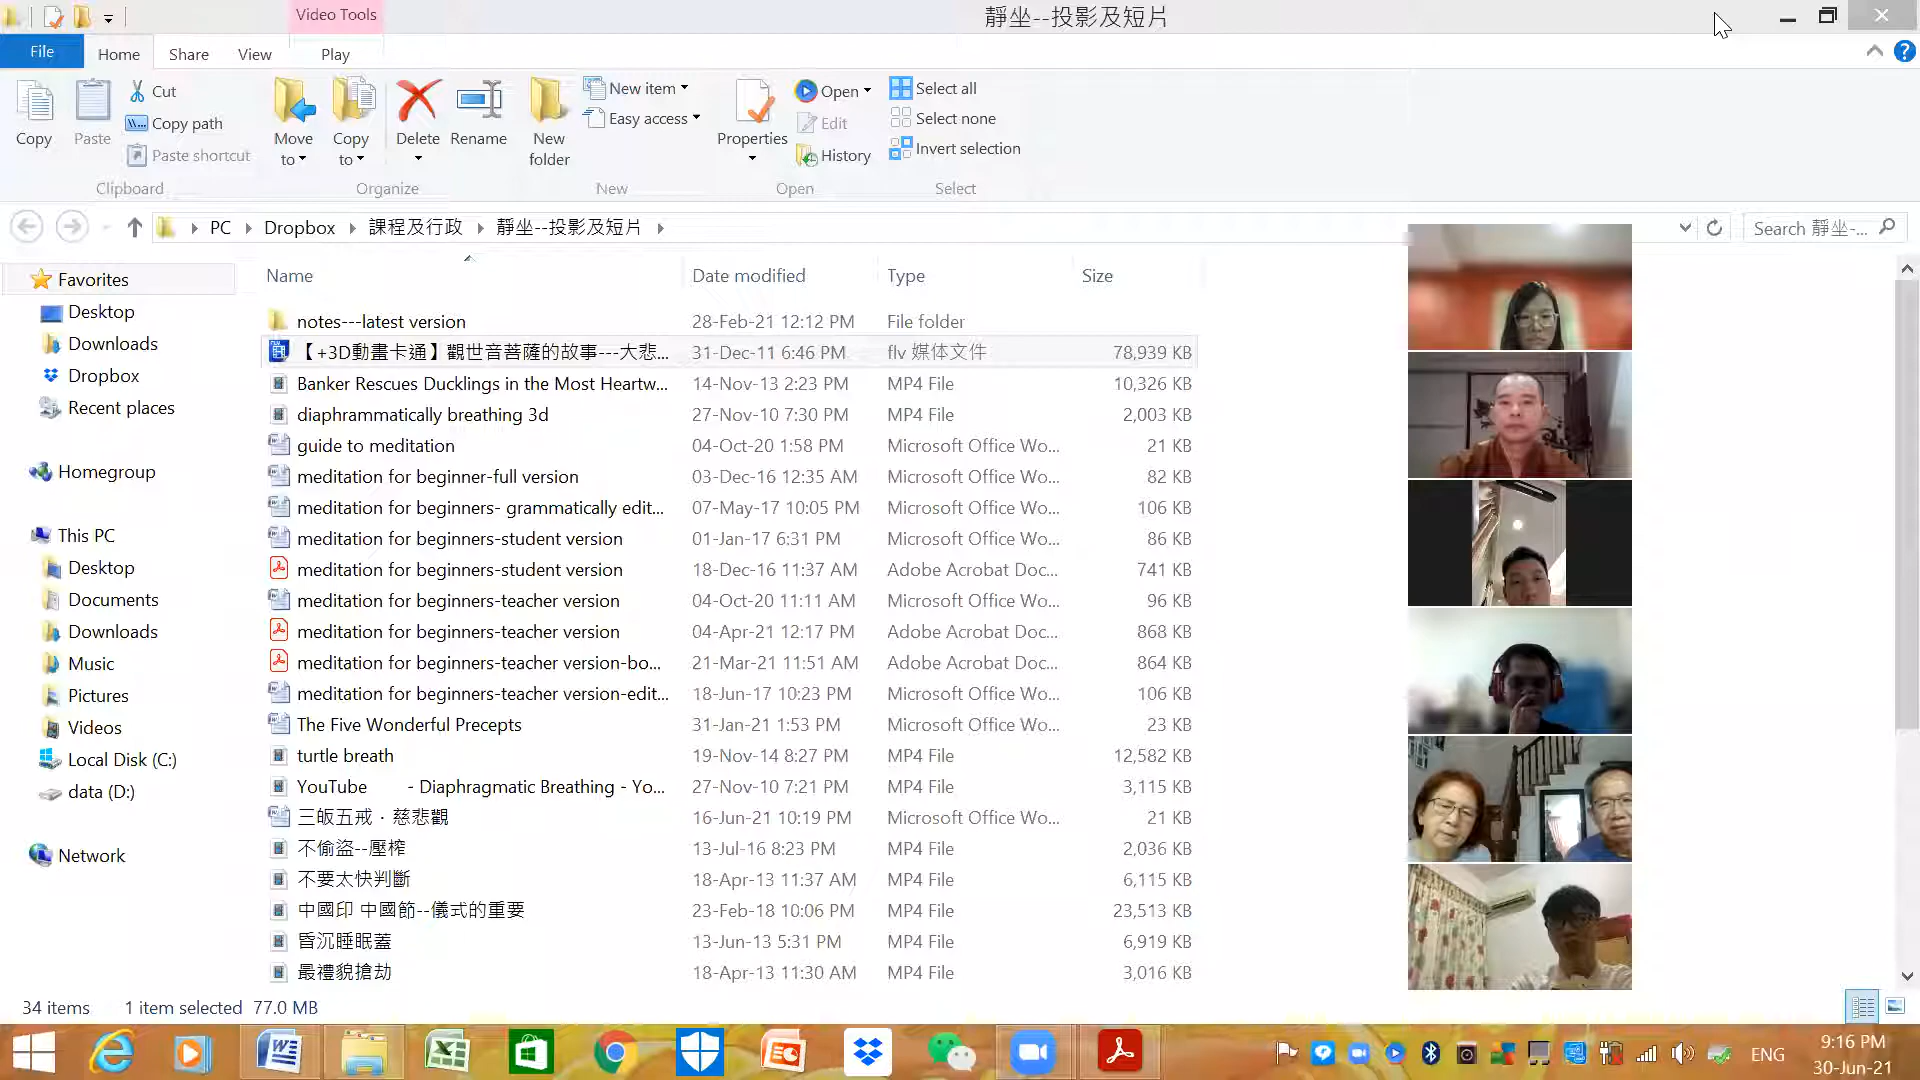 Video Tools
靜坐--投影及短片
File
Home
Share
View
Play
Copy
Paste
Cut
Copy path
Paste shortcut
Clipboard
Move to
Copy to
Delete
Rename
Organize
New folder
New item
Easy access
New
Properties
Open
Edit
History
Open
Select all
Select none
Invert selection
Select
PC
Dropbox
課程及行政
靜坐--投影及短片
Search 靜坐-...
Favorites
Desktop
Downloads
Dropbox
Recent places
Homegroup
This PC
Desktop
Documents
Downloads
Music
Pictures
Videos
Local Disk (C:)
data (D:)
Network
Name Date modified Type Size
notes---latest version 28-Feb-21 12:12 PM File folder
【+3D動畫卡通】觀世音菩薩的故事---大悲... 31-Dec-11 6:46 PM flv 媒体文件 78,939 KB
Banker Rescues Ducklings in the Most Heartw... 14-Nov-13 2:23 PM MP4 File 10,326 KB
diaphrammatically breathing 3d 27-Nov-10 7:30 PM MP4 File 2,003 KB
guide to meditation 04-Oct-20 1:58 PM Microsoft Office Wo... 21 KB
meditation for beginner-full version 03-Dec-16 12:35 AM Microsoft Office Wo... 82 KB
meditation for beginners- grammatically edit... 07-May-17 10:05 PM Microsoft Office Wo... 106 KB
meditation for beginners-student version 01-Jan-17 6:31 PM Microsoft Office Wo... 86 KB
meditation for beginners-student version 18-Dec-16 11:37 AM Adobe Acrobat Doc... 741 KB
meditation for beginners-teacher version 04-Oct-20 11:11 AM Microsoft Office Wo... 96 KB
meditation for beginners-teacher version 04-Apr-21 12:17 PM Adobe Acrobat Doc... 868 KB
meditation for beginners-teacher version-bo... 21-Mar-21 11:51 AM Adobe Acrobat Doc... 864 KB
meditation for beginners-teacher version-edit... 18-Jun-17 10:23 PM Microsoft Office Wo... 106 KB
The Five Wonderful Precepts 31-Jan-21 1:53 PM Microsoft Office Wo... 23 KB
turtle breath 19-Nov-14 8:27 PM MP4 File 12,582 KB
YouTube - Diaphragmatic Breathing - Yo... 27-Nov-10 7:21 PM MP4 File 3,115 KB
三皈五戒．慈悲觀 16-Jun-21 10:19 PM Microsoft Office Wo... 21 KB
不偷盜--壓榨 13-Jul-16 8:23 PM MP4 File 2,036 KB
不要太快判斷 18-Apr-13 11:37 AM MP4 File 6,115 KB
中國印 中國節--儀式的重要 23-Feb-18 10:06 PM MP4 File 23,513 KB
昏沉睡眠蓋 13-Jun-13 5:31 PM MP4 File 6,919 KB
最禮貌搶劫 18-Apr-13 11:30 AM MP4 File 3,016 KB
34 items 1 item selected 77.0 MB
ENG
9:16 PM
30-Jun-21